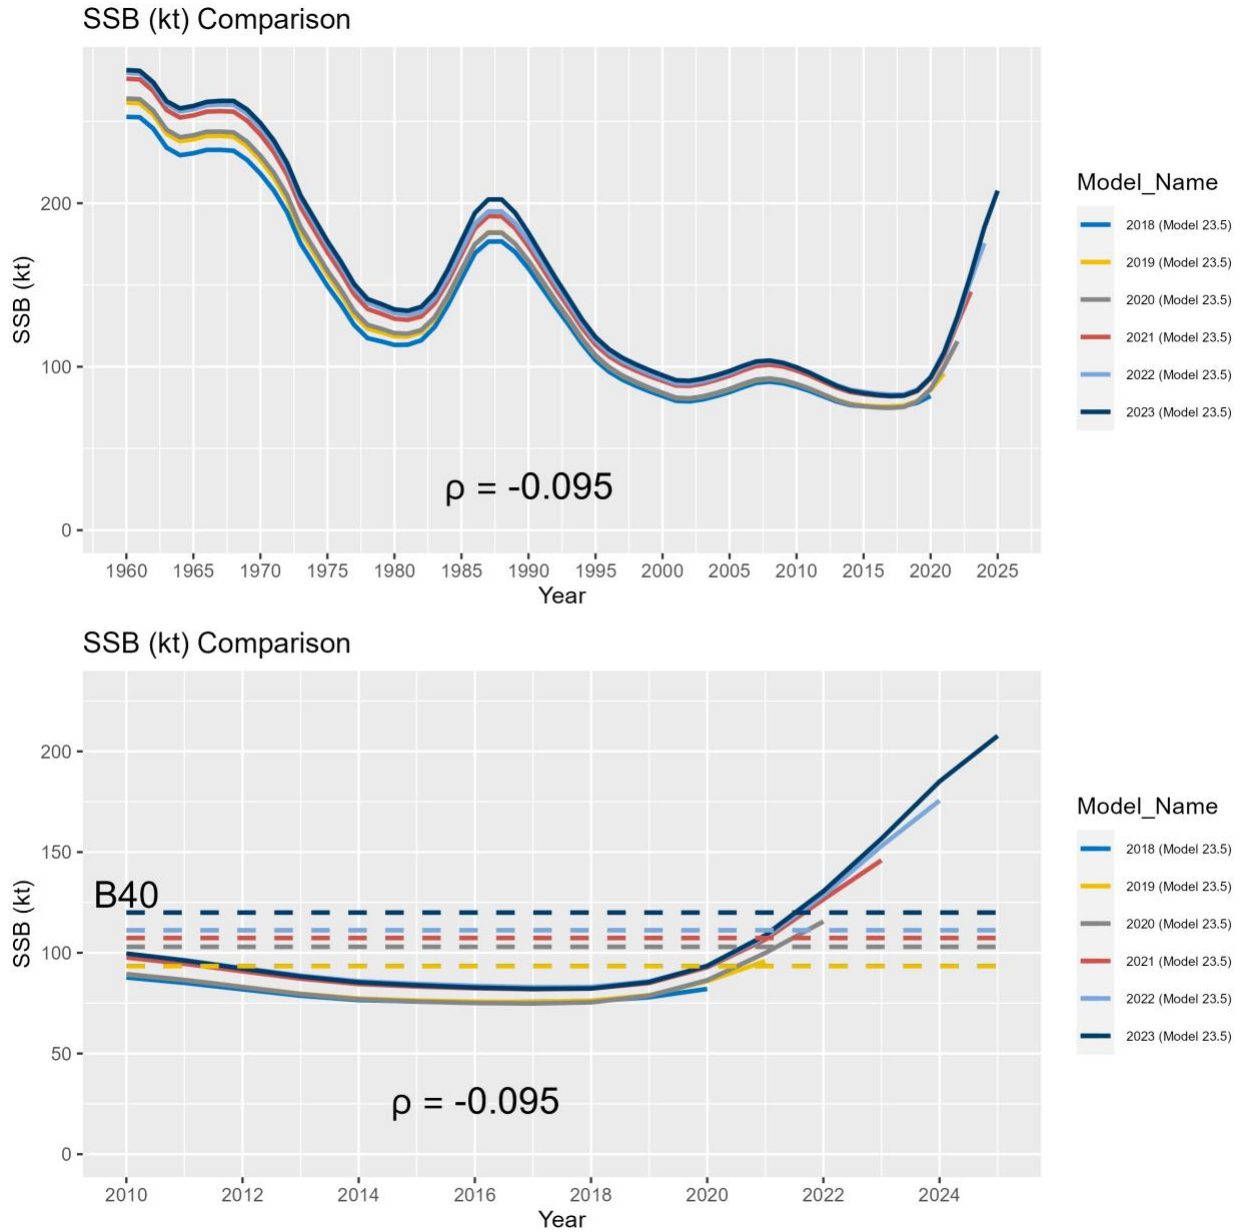 SSB (kt) Comparison
SSB (kt)
200
100
0
ρ = -0.095
1960 1965 1970 1975 1980 1985 1990 1995 2000 2005 2010 2015 2020 2025
Year
Model_Name
2018 (Model 23.5)
2019 (Model 23.5)
2020 (Model 23.5)
2021 (Model 23.5)
2022 (Model 23.5)
2023 (Model 23.5)
SSB (kt) Comparison
SSB (kt)
200
150
100
50
0
B40
ρ = -0.095
2010 2012 2014 2016 2018 2020 2022 2024
Year
Model_Name
2018 (Model 23.5)
2019 (Model 23.5)
2020 (Model 23.5)
2021 (Model 23.5)
2022 (Model 23.5)
2023 (Model 23.5)